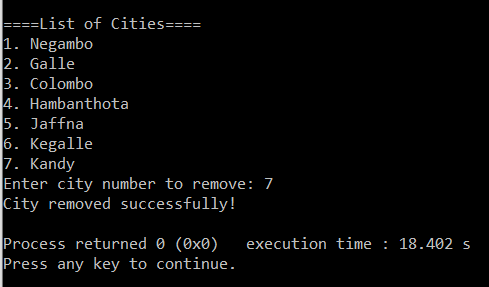 ====List of Cities====
1. Negambo
2. Galle
3. Colombo
4. Hambanthota
5. Jaffna
6. Kegalle
7. Kandy
Enter city number to remove: 7
City removed successfully!
Process returned 0 (0x0)   execution time : 18.402 s
Press any key to continue.